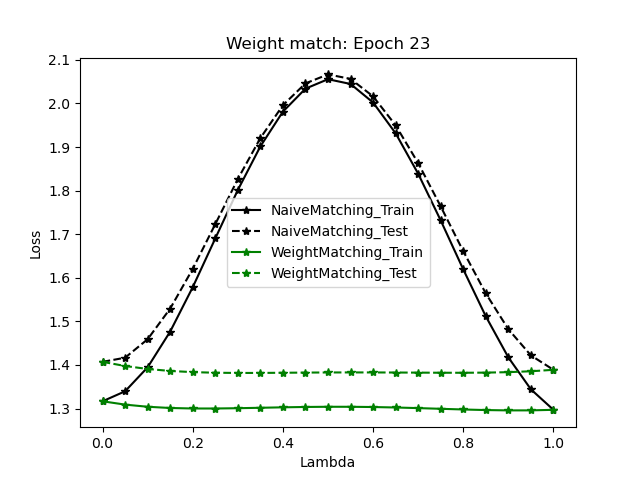 Weight match: Epoch 23
2.1
2.0
1.9
1.8
1.7
1.6
1.5
1.4
1.3
Loss
NaiveMatching_Train
NaiveMatching_Test
WeightMatching_Train
WeightMatching_Test
0.0 0.2 0.4 0.6 0.8 1.0
Lambda